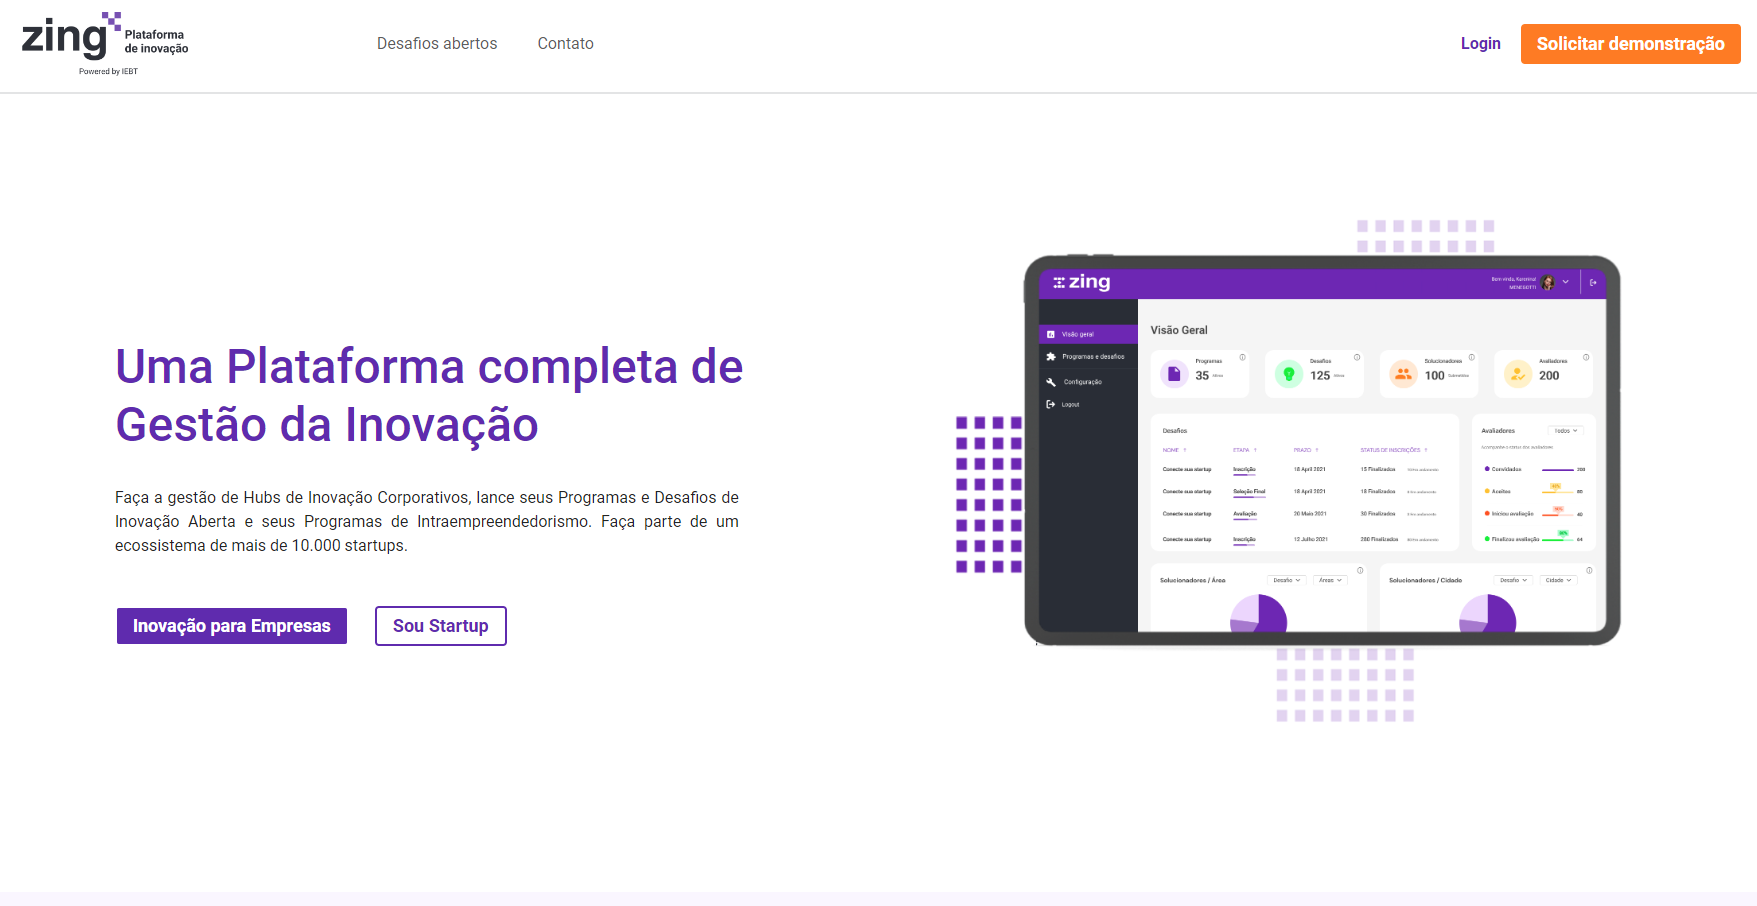 zing
Plataforma
de inovação
Powered by IEBT
Desafios abertos
Contato
Login
Solicitar demonstração
Uma Plataforma completa de
Gestão da Inovação
Faça a gestão de Hubs de Inovação Corporativos, lance seus Programas e Desafios de
Inovação Aberta e seus Programas de Intraempreendedorismo. Faça parte de um
ecossistema de mais de 10.000 startups.
Inovação para Empresas
Sou Startup
zing
MENEGOTTI
Visão geral
Programas e desafios
Configuração
Logout
Visão Geral
Programas
35
Desafios
125
Solucionadores
100
Avaliadores
200
Desafios
NOME ETAPA PRAZO STATUS DE INSCRIÇÕES
Conecte sua startup Inscrição 18 April 2021 15 Finalizados
Conecte sua startup Seleção Final 18 April 2021 18 Finalizados
Conecte sua startup Avaliação 20 Maio 2021 30 Finalizados
Conecte sua startup Inscrição 12 Julho 2021 200 Finalizados
Avaliadores Todos
Convidados 200
Aceitos
Iniciou avaliação 40
Finalizou avaliação 64
Solucionadores / Área Desafio Áreas
Solucionadores / Cidade Desafio Cidade